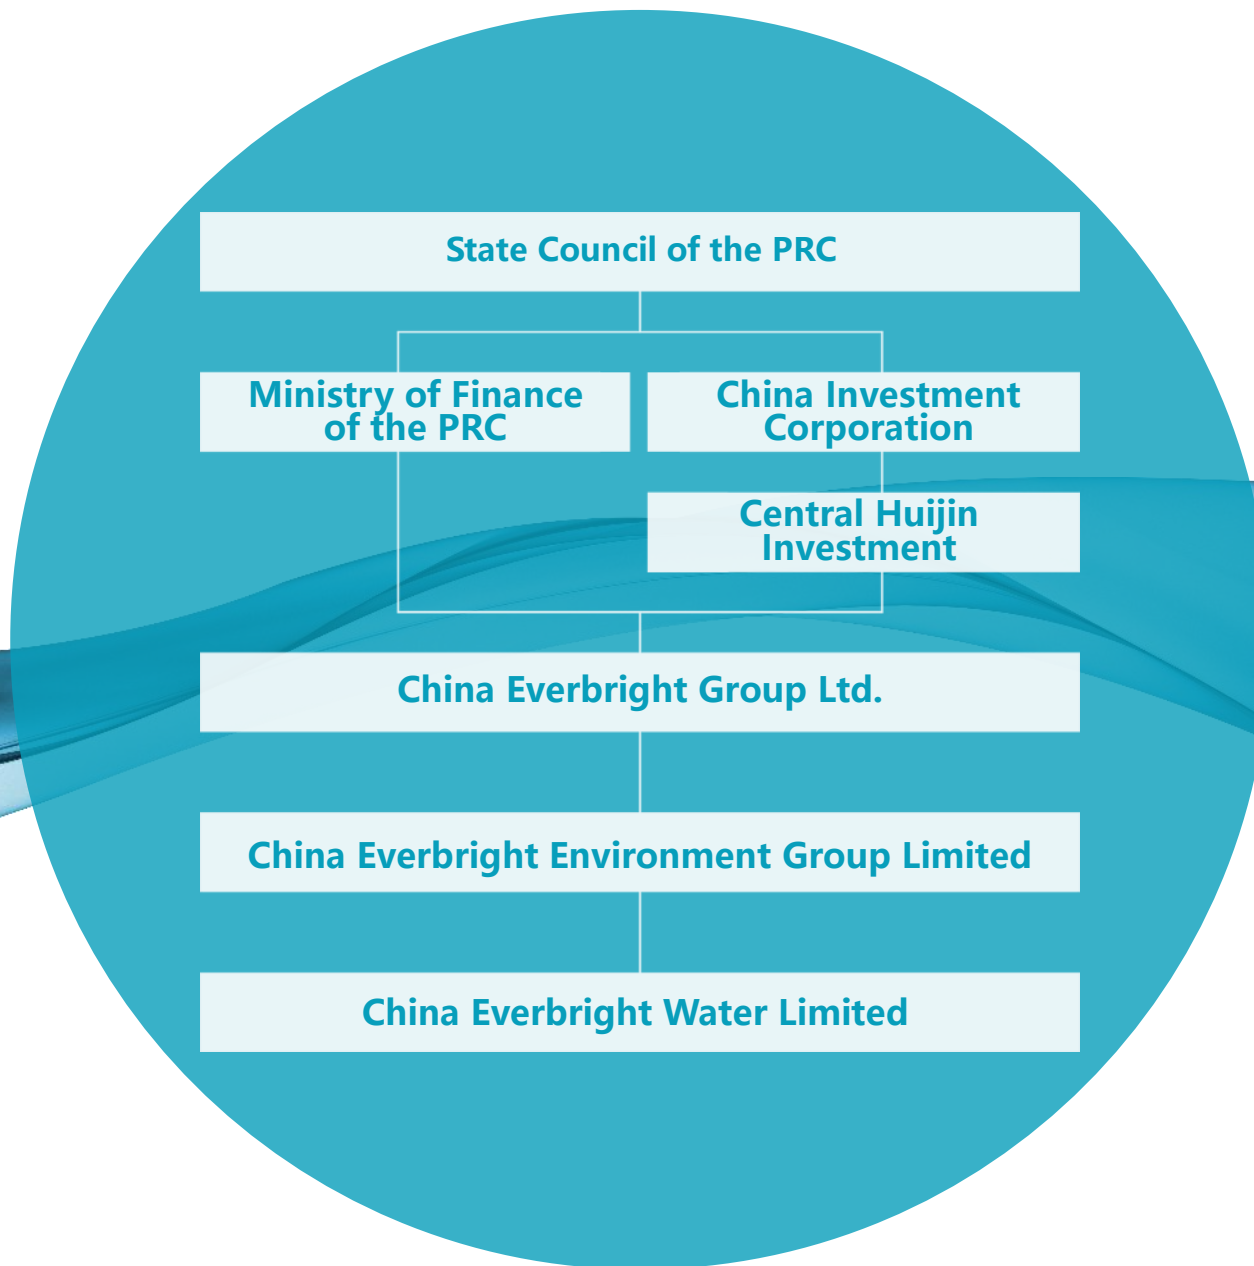 State Council of the PRC
Ministry of Finance
of the PRC
China Investment
Corporation
Central Huijin
Investment
China Everbright Group Ltd.
China Everbright Environment Group Limited
China Everbright Water Limited